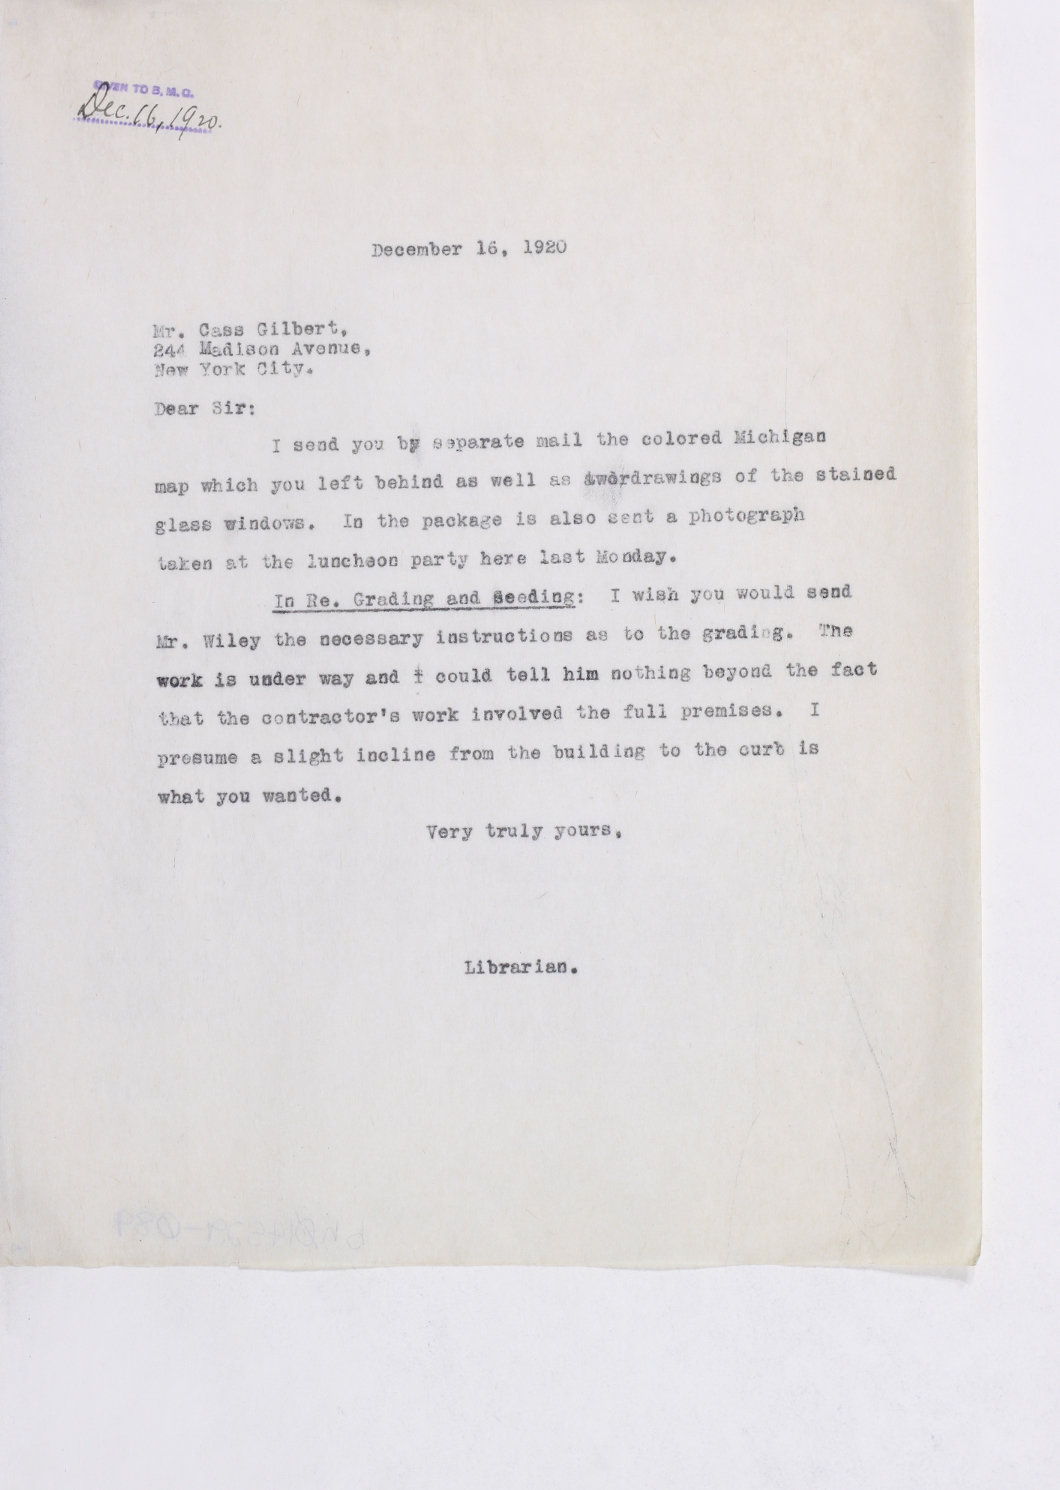 GIVEN TO B. M. O.
Dec. 16, 1920.
December 16, 1920
Mr. Cass Gilbert,
244 Madison Avenue,
New York City.
Dear Sir:
I send you by separate mail the colored Michigan
map which you left behind as well as two drawings of the stained
glass windows. In the package is also sent a photograph
taken at the luncheon party here last Monday.
In Re. Grading and Seeding: I wish you would send
Mr. Wiley the necessary instructions as to the grading. The
work is under way and I could tell him nothing beyond the fact
that the contractor's work involved the full premises. I
presume a slight incline from the building to the curb is
what you wanted.
Very truly yours,
Librarian.